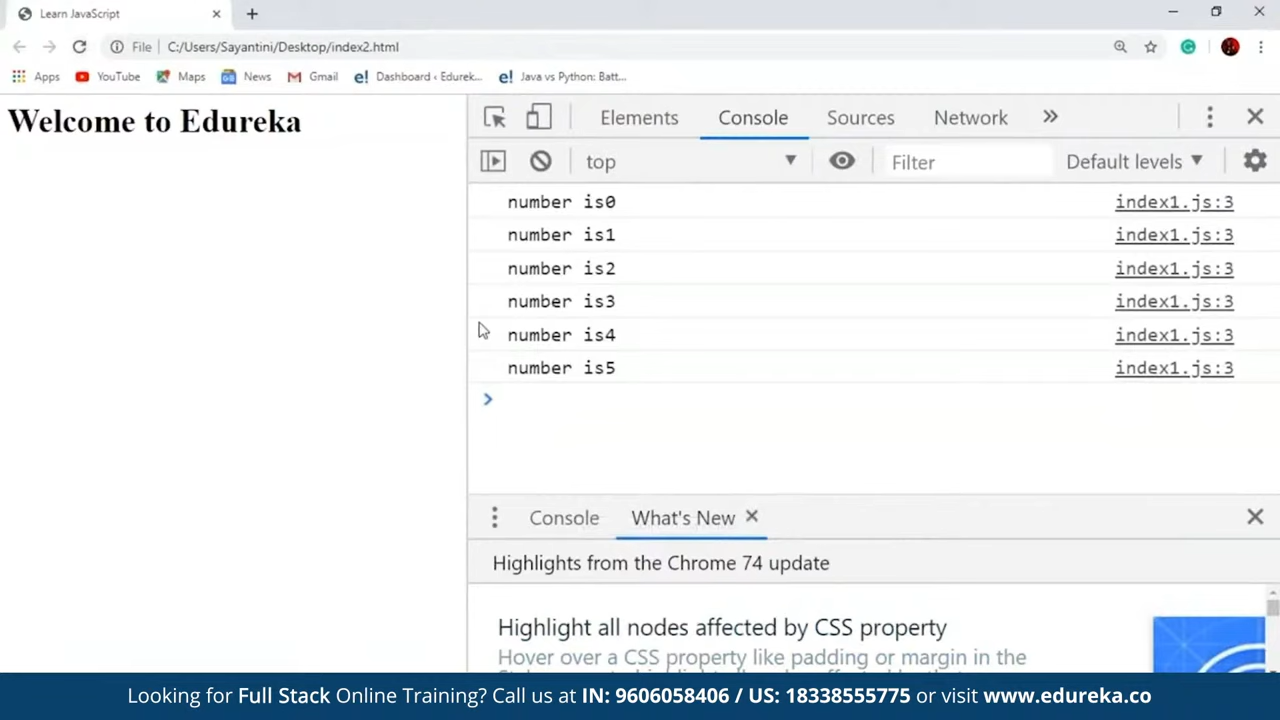 Learn JavaScript
File C:/Users/Sayantini/Desktop/index2.html
Apps YouTube Maps News Gmail Dashboard ‹ Edurek... Java vs Python: Batt...
Welcome to Edureka
Elements Console Sources Network
top Filter Default levels
number is0 index1.js:3
number is1 index1.js:3
number is2 index1.js:3
number is3 index1.js:3
number is4 index1.js:3
number is5 index1.js:3
Console What's New
Highlights from the Chrome 74 update
Highlight all nodes affected by CSS property
Hover over a CSS property like padding or margin in the
Looking for Full Stack Online Training? Call us at IN: 9606058406 / US: 18338555775 or visit www.edureka.co